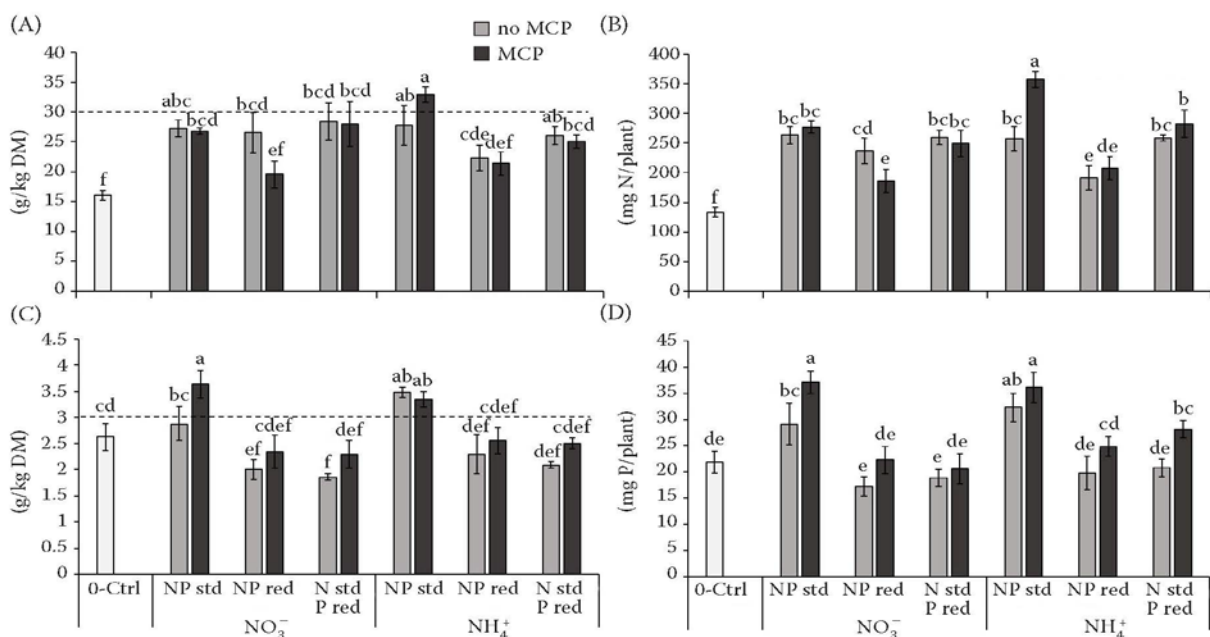 (A)
no MCP
MCP
(g/kg DM)
40
35
30
25
20
15
10
5
0
f
abc
bcd
bcd
ef
bcd
bcd
ab
a
cde
def
ab
bcd
(B)
(mg N/plant)
400
350
300
250
200
150
100
50
0
f
bc
bc
cd
e
bc
bc
bc
a
e
de
bc
b
(C)
(g/kg DM)
4.5
4
3.5
3
2.5
2
1.5
1
0.5
0
cd
bc
a
ef
cdef
f
def
ab
ab
def
cdef
def
cdef
0-Ctrl
NP std
NP red
N std
P red
NP std
NP red
N std
P red
NO₃⁻
NH₄⁺
(D)
(mg P/plant)
45
40
35
30
25
20
15
10
5
0
de
bc
a
e
de
e
de
ab
a
de
cd
de
bc
0-Ctrl
NP std
NP red
N std
P red
NP std
NP red
N std
P red
NO₃⁻
NH₄⁺